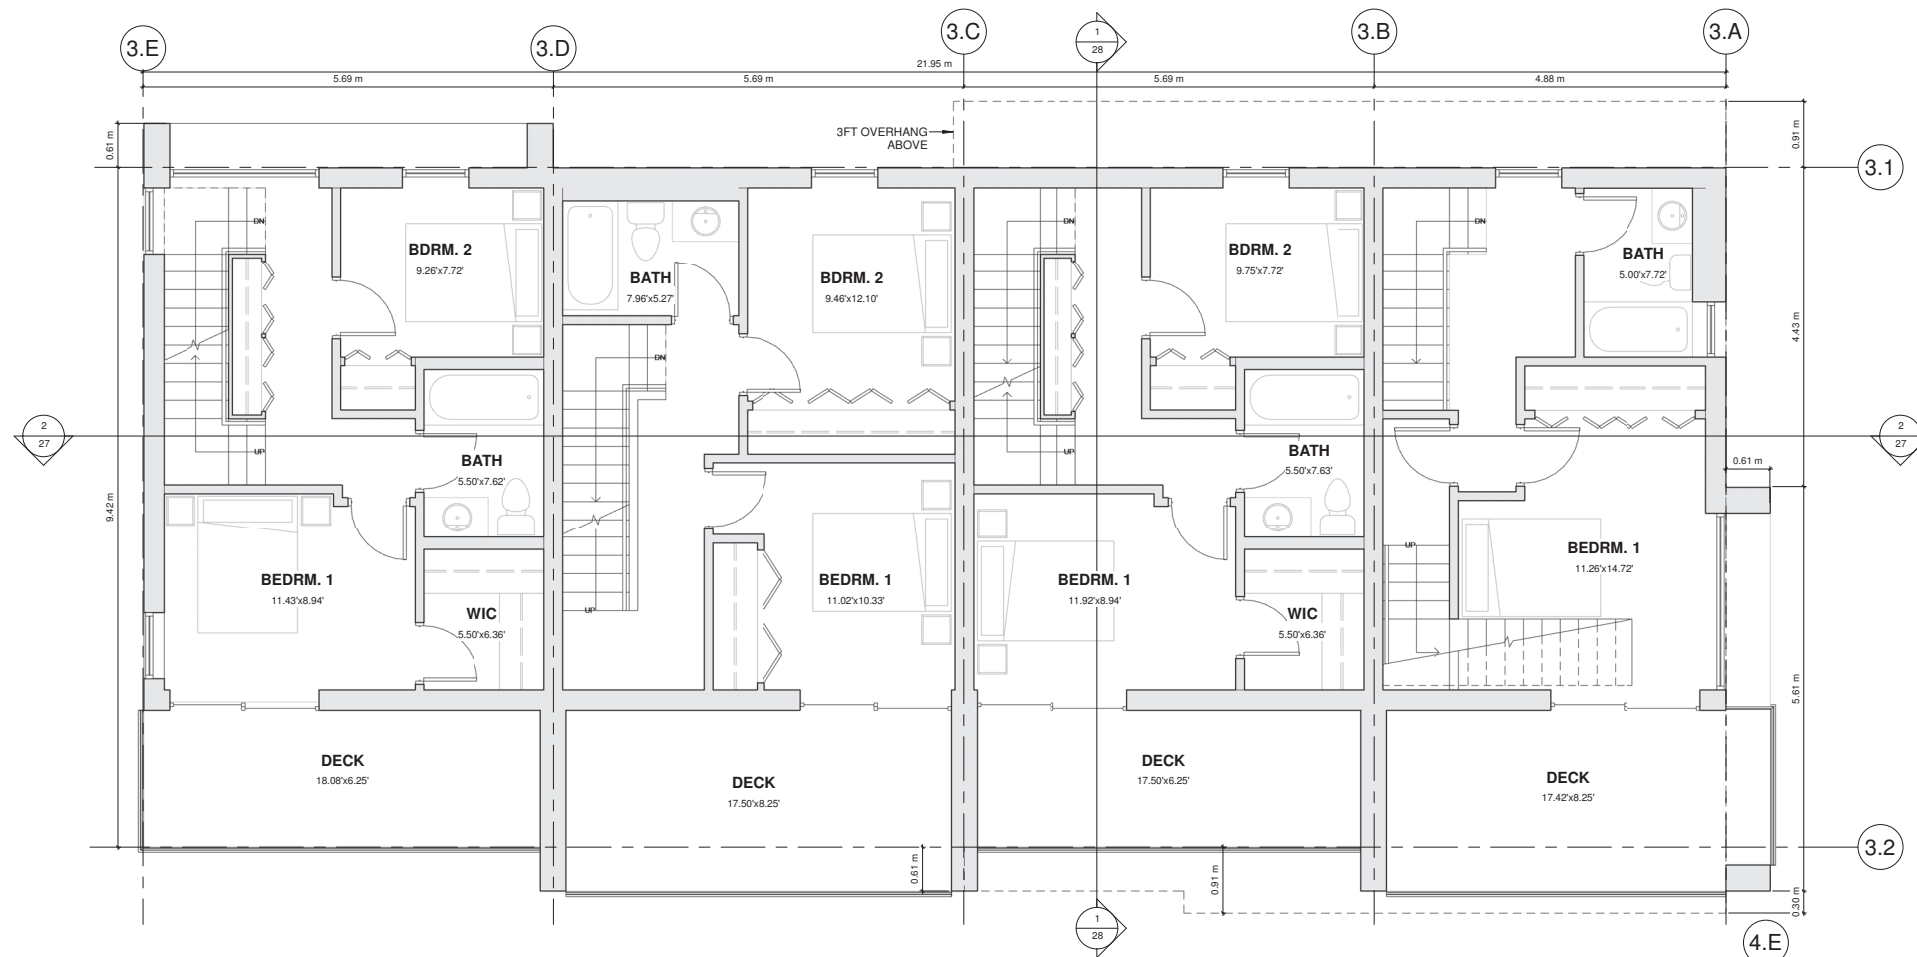 3.E
3.D
3.C
1
28
3.B
3.A
21.95 m
5.69 m
5.69 m
5.69 m
4.88 m
3FT OVERHANG
ABOVE
0.61 m
0.91 m
3.1
DN
BDRM. 2
9.26'x7.72'
BATH
7.96'x5.27'
BDRM. 2
9.46'x12.10'
DN
BDRM. 2
9.75'x7.72'
DN
BATH
5.00'x7.72'
4.43 m
DN
2
27
2
27
UP
BATH
5.50'x7.62'
UP
BATH
5.50'x7.63'
0.61 m
9.42 m
UP
BEDRM. 1
11.26'x14.72'
BEDRM. 1
11.43'x8.94'
WIC
5.50'x6.36'
UP
BEDRM. 1
11.02'x10.33'
BEDRM. 1
11.92'x8.94'
WIC
5.50'x6.36'
5.61 m
DECK
18.08'x6.25'
DECK
17.50'x8.25'
DECK
17.50'x6.25'
DECK
17.42'x8.25'
3.2
0.61 m
0.91 m
0.30 m
1
28
4.E